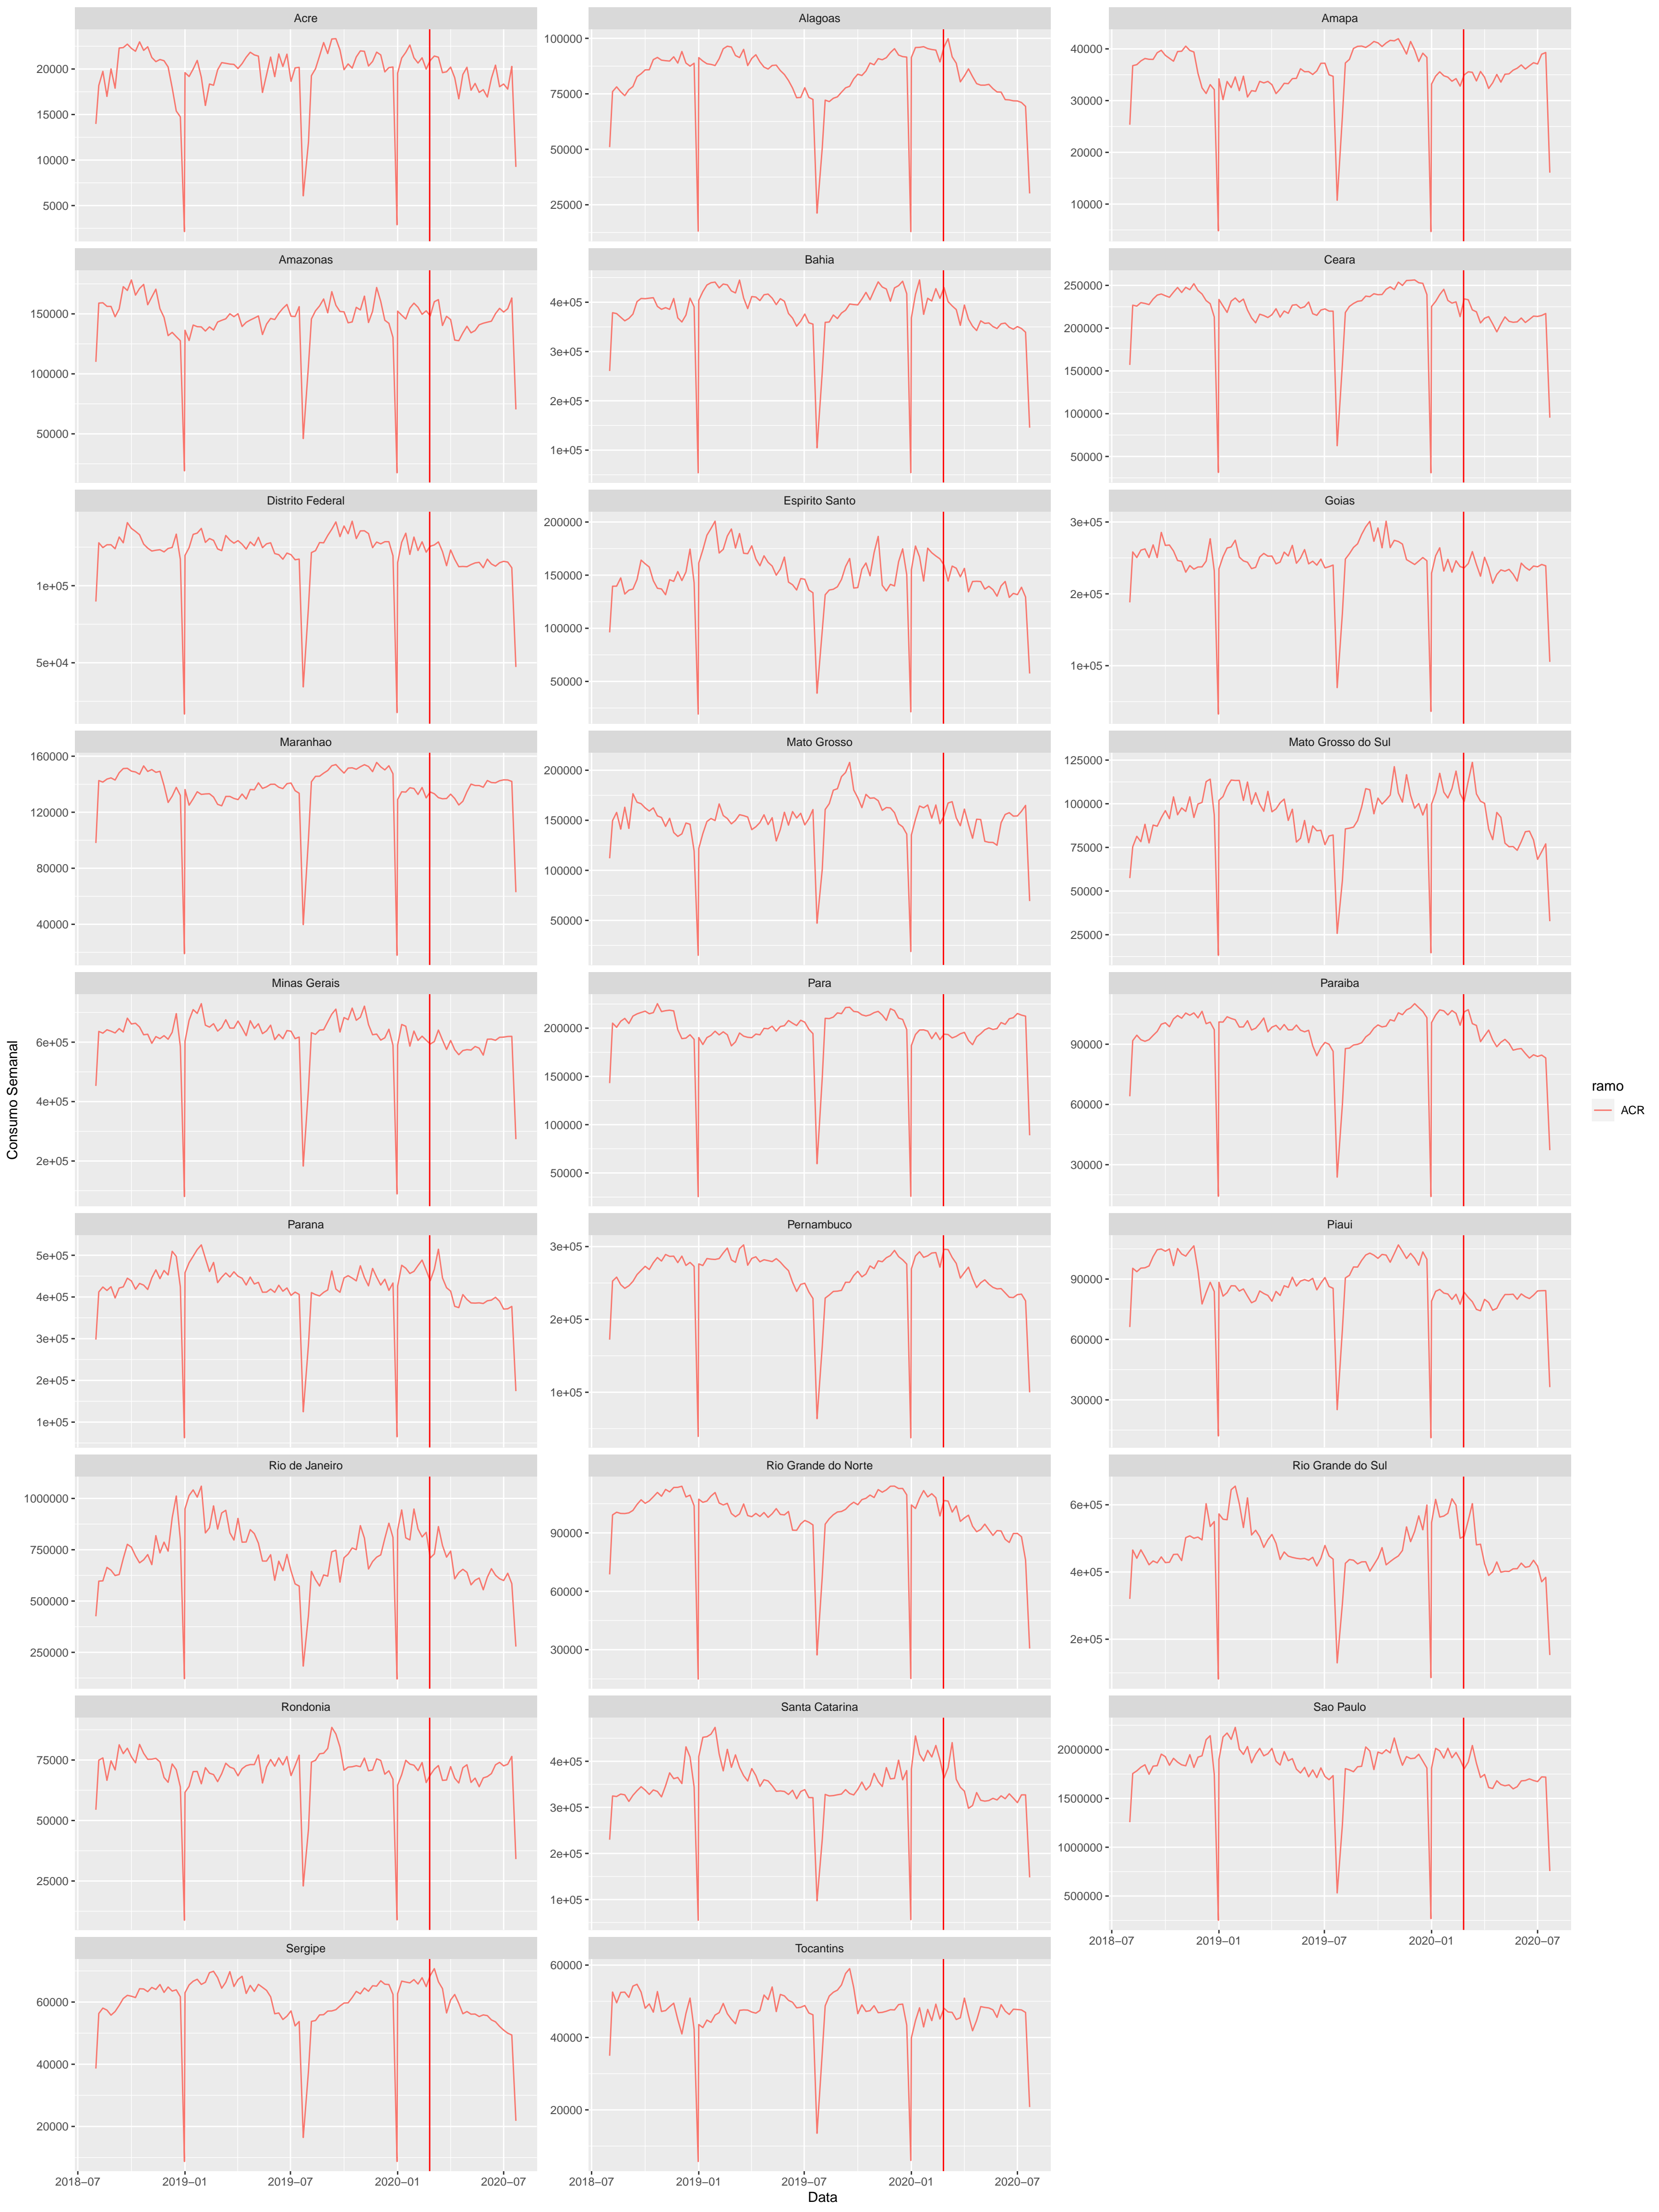 Acre
Alagoas
Amapa
20000
15000
10000
5000
100000
75000
50000
25000
40000
30000
20000
10000
Amazonas
Bahia
Ceara
150000
100000
50000
4e+05
3e+05
2e+05
1e+05
250000
200000
150000
100000
50000
Distrito Federal
Espirito Santo
Goias
1e+05
5e+04
200000
150000
100000
50000
3e+05
2e+05
1e+05
Maranhao
Mato Grosso
Mato Grosso do Sul
160000
120000
80000
40000
200000
150000
100000
50000
125000
100000
75000
50000
25000
Minas Gerais
Para
Paraiba
6e+05
4e+05
2e+05
200000
150000
100000
50000
90000
60000
30000
Parana
Pernambuco
Piaui
5e+05
4e+05
3e+05
2e+05
1e+05
3e+05
2e+05
1e+05
90000
60000
30000
Rio de Janeiro
Rio Grande do Norte
Rio Grande do Sul
1000000
750000
500000
250000
90000
60000
30000
6e+05
4e+05
2e+05
Rondonia
Santa Catarina
Sao Paulo
75000
50000
25000
4e+05
3e+05
2e+05
1e+05
2000000
1500000
1000000
500000
2018−07 2019−01 2019−07 2020−01 2020−07
Sergipe
Tocantins
60000
40000
20000
60000
40000
20000
2018−07 2019−01 2019−07 2020−01 2020−07
2018−07 2019−01 2019−07 2020−01 2020−07
Data
Consumo Semanal
ramo
ACR